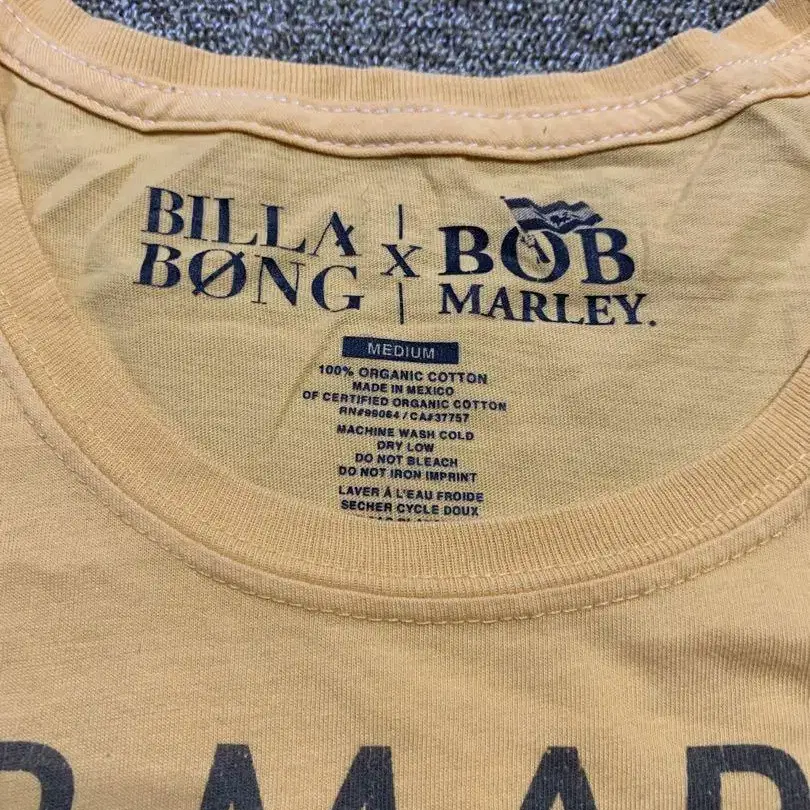 BILLA
BØNG
X
BOB
MARLEY.
MEDIUM
100% ORGANIC COTTON
MADE IN MEXICO
OF CERTIFIED ORGANIC COTTON
RN#99064 / CA#37757
MACHINE WASH COLD
DRY LOW
DO NOT BLEACH
DO NOT IRON IMPRINT
LAVER À L'EAU FROIDE
SECHER CYCLE DOUX